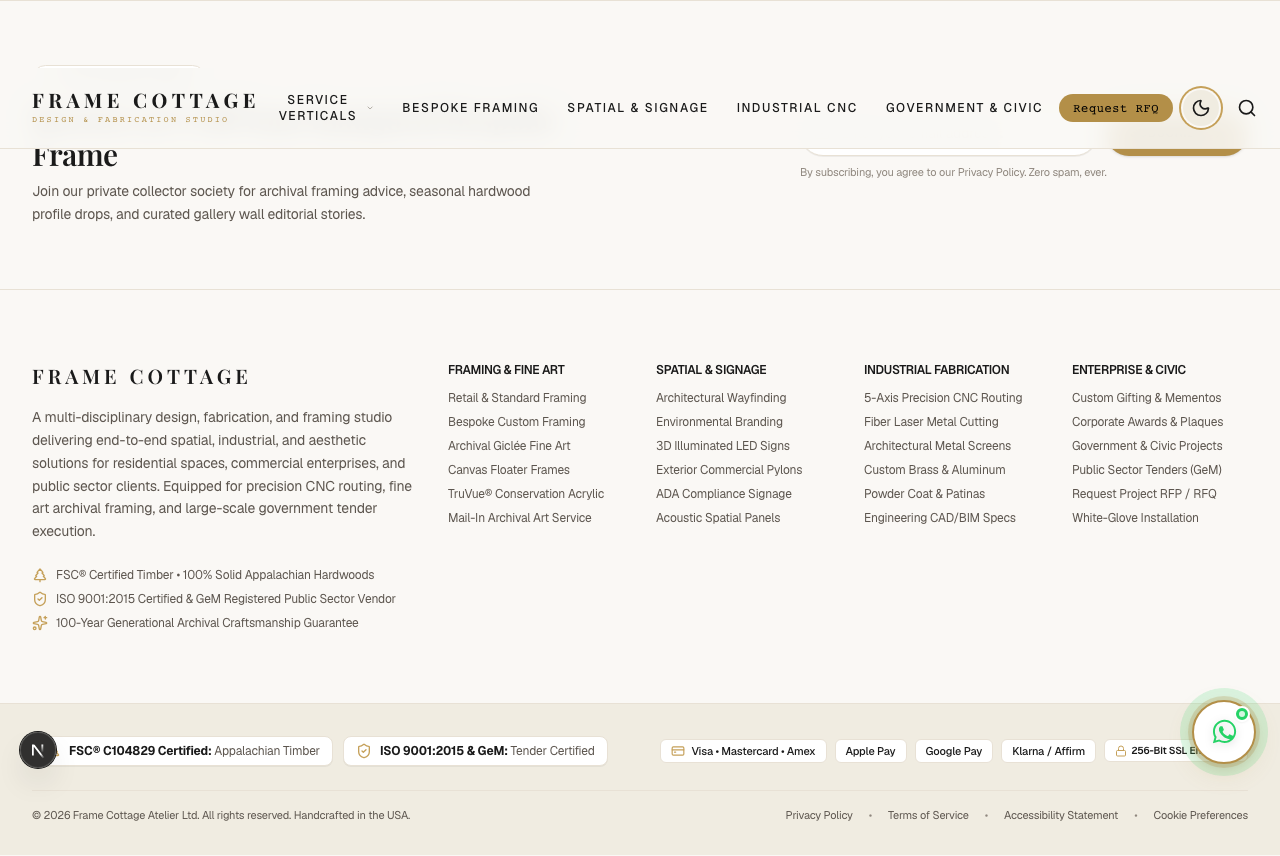 FRAME COTTAGE
DESIGN & FABRICATION STUDIO
SERVICE
VERTICALS
BESPOKE FRAMING
SPATIAL & SIGNAGE
INDUSTRIAL CNC
GOVERNMENT & CIVIC
Request RFQ
Frame
Join our private collector society for archival framing advice, seasonal hardwood
profile drops, and curated gallery wall editorial stories.
By subscribing, you agree to our Privacy Policy. Zero spam, ever.
FRAME COTTAGE
A multi-disciplinary design, fabrication, and framing studio
delivering end-to-end spatial, industrial, and aesthetic
solutions for residential spaces, commercial enterprises, and
public sector clients. Equipped for precision CNC routing, fine
art archival framing, and large-scale government tender
execution.
FSC® Certified Timber • 100% Solid Appalachian Hardwoods
ISO 9001:2015 Certified & GeM Registered Public Sector Vendor
100-Year Generational Archival Craftsmanship Guarantee
FRAMING & FINE ART
Retail & Standard Framing
Bespoke Custom Framing
Archival Giclée Fine Art
Canvas Floater Frames
TruVue® Conservation Acrylic
Mail-In Archival Art Service
SPATIAL & SIGNAGE
Architectural Wayfinding
Environmental Branding
3D Illuminated LED Signs
Exterior Commercial Pylons
ADA Compliance Signage
Acoustic Spatial Panels
INDUSTRIAL FABRICATION
5-Axis Precision CNC Routing
Fiber Laser Metal Cutting
Architectural Metal Screens
Custom Brass & Aluminum
Powder Coat & Patinas
Engineering CAD/BIM Specs
ENTERPRISE & CIVIC
Custom Gifting & Mementos
Corporate Awards & Plaques
Government & Civic Projects
Public Sector Tenders (GeM)
Request Project RFP / RFQ
White-Glove Installation
N
FSC® C104829 Certified: Appalachian Timber
ISO 9001:2015 & GeM: Tender Certified
Visa • Mastercard • Amex
Apple Pay
Google Pay
Klarna / Affirm
256-Bit SSL
© 2026 Frame Cottage Atelier Ltd. All rights reserved. Handcrafted in the USA.
Privacy Policy • Terms of Service • Accessibility Statement • Cookie Preferences